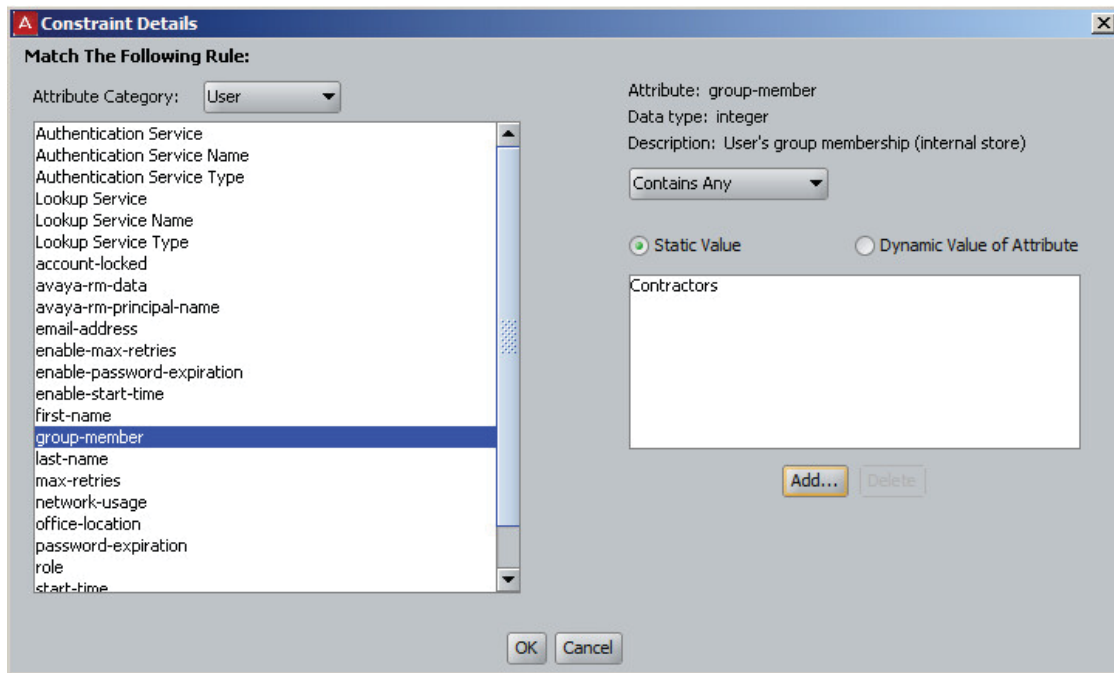 A Constraint Details
Match The Following Rule:
Attribute Category: User
Authentication Service
Authentication Service Name
Authentication Service Type
Lookup Service
Lookup Service Name
Lookup Service Type
account-locked
avaya-rm-data
avaya-rm-principal-name
email-address
enable-max-retries
enable-password-expiration
enable-start-time
first-name
group-member
last-name
max-retries
network-usage
office-location
password-expiration
role
start-time
Attribute: group-member
Data type: integer
Description: User's group membership (internal store)
Contains Any
Static Value Dynamic Value of Attribute
Contractors
Add... Delete
OK Cancel